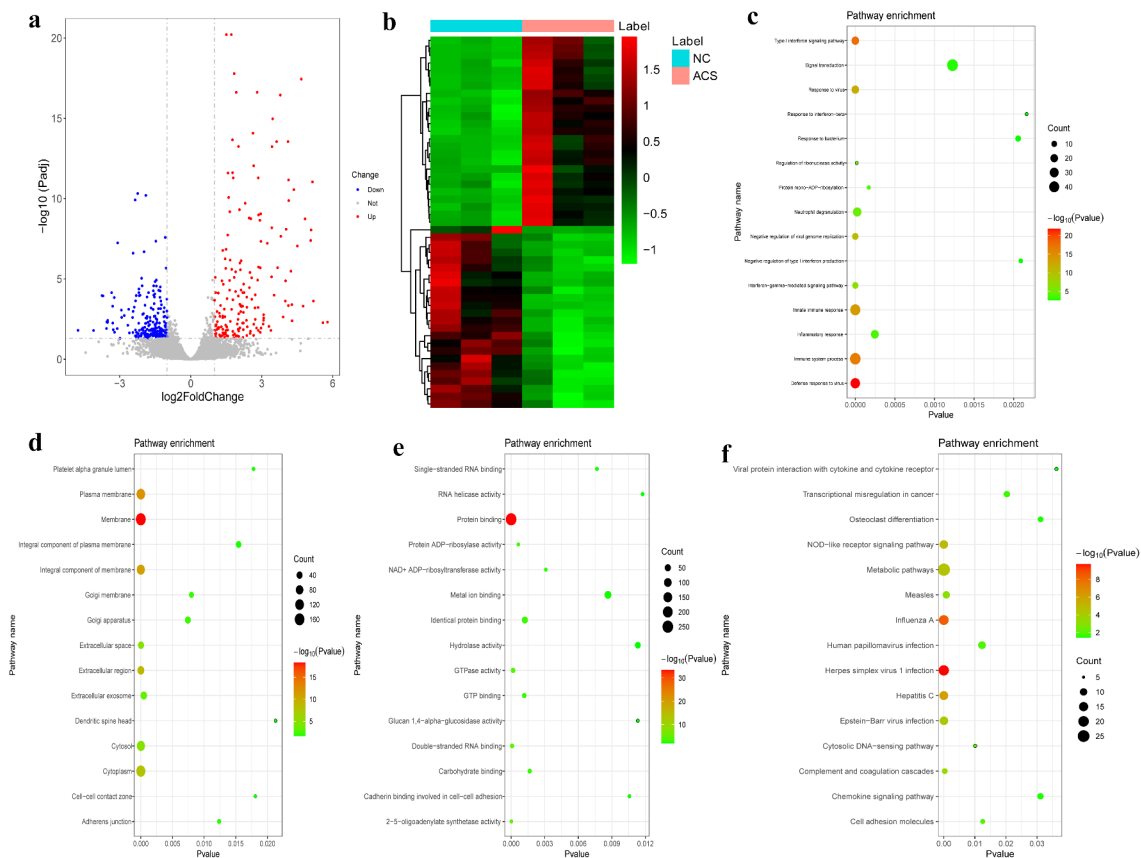 a
20
15
10
5
0
−log10 (Padj)
−3
0
3
6
log2FoldChange
Change
Down
Not
Up
b
Label
1.5
1
0.5
0
−0.5
−1
Label
NC
ACS
c
Pathway enrichment
Pathway name
Type I interferon signaling pathway
Signal transduction
Response to virus
Response to interferon−beta
Response to bacterium
Regulation of ribonuclease activity
Protein mono−ADP−ribosylation
Neutrophil degranulation
Negative regulation of viral genome replication
Negative regulation of type I interferon production
Interferon−gamma−mediated signaling pathway
Innate immune response
Inflammatory response
Immune system process
Defense response to virus
0.0000
0.0005
0.0010
0.0015
0.0020
Pvalue
Count
10
20
30
40
−log10(Pvalue)
20
15
10
5
d
Pathway enrichment
Pathway name
Platelet alpha granule lumen
Plasma membrane
Membrane
Integral component of plasma membrane
Integral component of membrane
Golgi membrane
Golgi apparatus
Extracellular space
Extracellular region
Extracellular exosome
Dendritic spine head
Cytosol
Cytoplasm
Cell−cell contact zone
Adherens junction
0.000
0.005
0.010
0.015
0.020
Pvalue
Count
40
80
120
160
−log10(Pvalue)
15
10
5
e
Pathway enrichment
Pathway name
Single−stranded RNA binding
RNA helicase activity
Protein binding
Protein ADP−ribosylase activity
NAD+ ADP−ribosyltransferase activity
Metal ion binding
Identical protein binding
Hydrolase activity
GTPase activity
GTP binding
Glucan 1,4−alpha−glucosidase activity
Double−stranded RNA binding
Carbohydrate binding
Cadherin binding involved in cell−cell adhesion
2−5−oligoadenylate synthetase activity
0.000
0.003
0.006
0.009
0.012
Pvalue
Count
50
100
150
200
250
−log10(Pvalue)
30
20
10
f
Pathway enrichment
Pathway name
Viral protein interaction with cytokine and cytokine receptor
Transcriptional misregulation in cancer
Osteoclast differentiation
NOD−like receptor signaling pathway
Metabolic pathways
Measles
Influenza A
Human papillomavirus infection
Herpes simplex virus 1 infection
Hepatitis C
Epstein−Barr virus infection
Cytosolic DNA−sensing pathway
Complement and coagulation cascades
Chemokine signaling pathway
Cell adhesion molecules
0.00
0.01
0.02
0.03
Pvalue
−log10(Pvalue)
8
6
4
2
Count
5
10
15
20
25